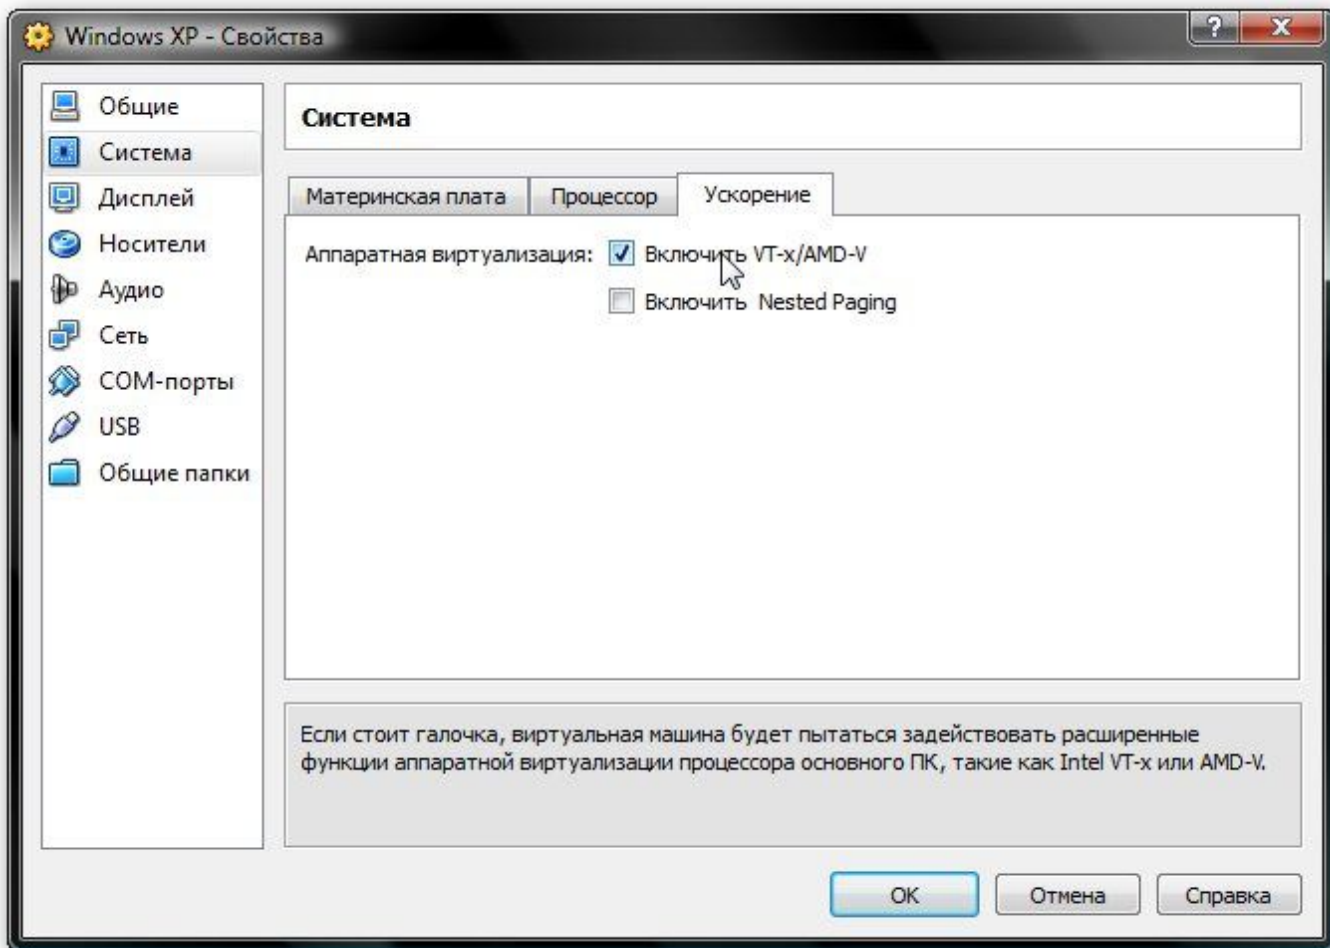 Windows XP - Свойства
Общие
Система
Дисплей
Носители
Аудио
Сеть
COM-порты
USB
Общие папки
Система
Материнская плата Процессор Ускорение
Аппаратная виртуализация: Включить VT-x/AMD-V
Включить Nested Paging
Если стоит галочка, виртуальная машина будет пытаться задействовать расширенные
функции аппаратной виртуализации процессора основного ПК, такие как Intel VT-x или AMD-V.
OK Отмена Справка